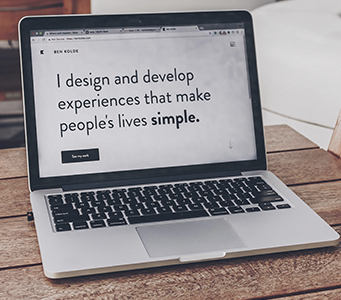 BEN KOLDE
I design and develop
experiences that make
people's lives simple.
See my work